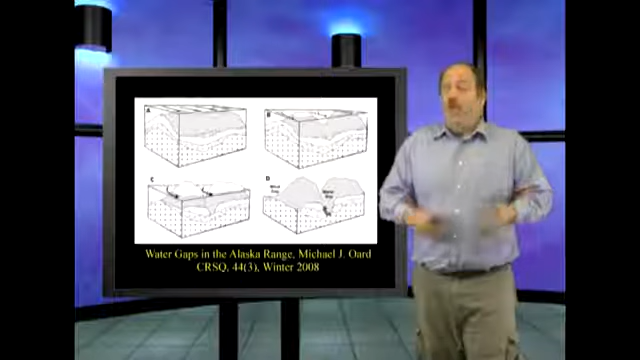 A
B
C
D
Water Gaps in the Alaska Range, Michael J. Oard
CRSQ, 44(3), Winter 2008